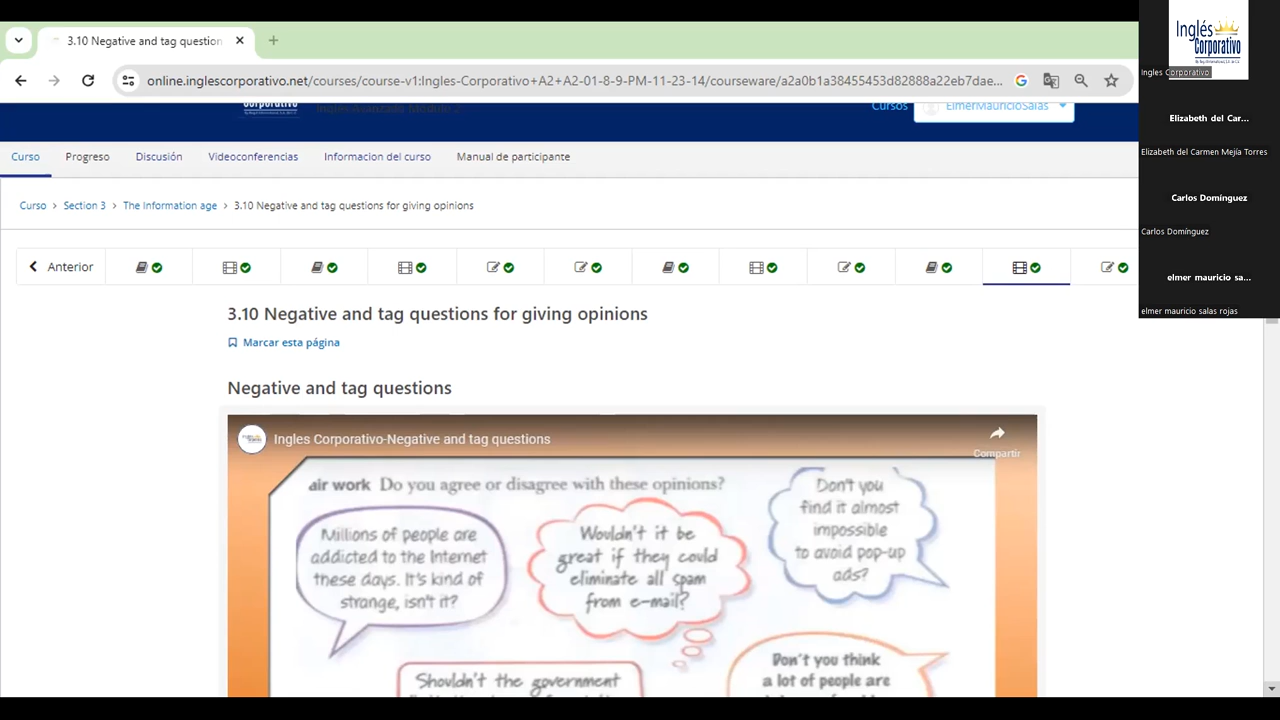 3.10 Negative and tag question
online.inglescorporativo.net/courses/course-v1:Ingles-Corporativo+A2+A2-01-8-9-PM-11-23-14/courseware/a2c0b1a38455453d82888a22eb7dae...
Inglés
Corporativo
Ingles Corporativo
Elizabeth del Car...
Elizabeth del Carmen Mejía Torres
Carlos Domínguez
Carlos Domínguez
elmer mauricio sa...
elmer mauricio salas rojas
Corporativo
Cursos
ElmerMauricioSalas
Curso Progreso Discusión Videoconferencias Informacion del curso Manual de participante
Curso > Section 3 > The information age > 3.10 Negative and tag questions for giving opinions
Anterior
3.10 Negative and tag questions for giving opinions
Marcar esta página
Negative and tag questions
Ingles Corporativo-Negative and tag questions
Compartir
air work Do you agree or disagree with these opinions?
Millions of people are
addicted to the Internet
these days. It's kind of
strange, isn't it?
Wouldn't it be
great if they could
eliminate all spam
from e-mail?
Don't you
find it almost
impossible
to avoid pop-up
ads?
Shouldn't the government
Don't you think
a lot of people are